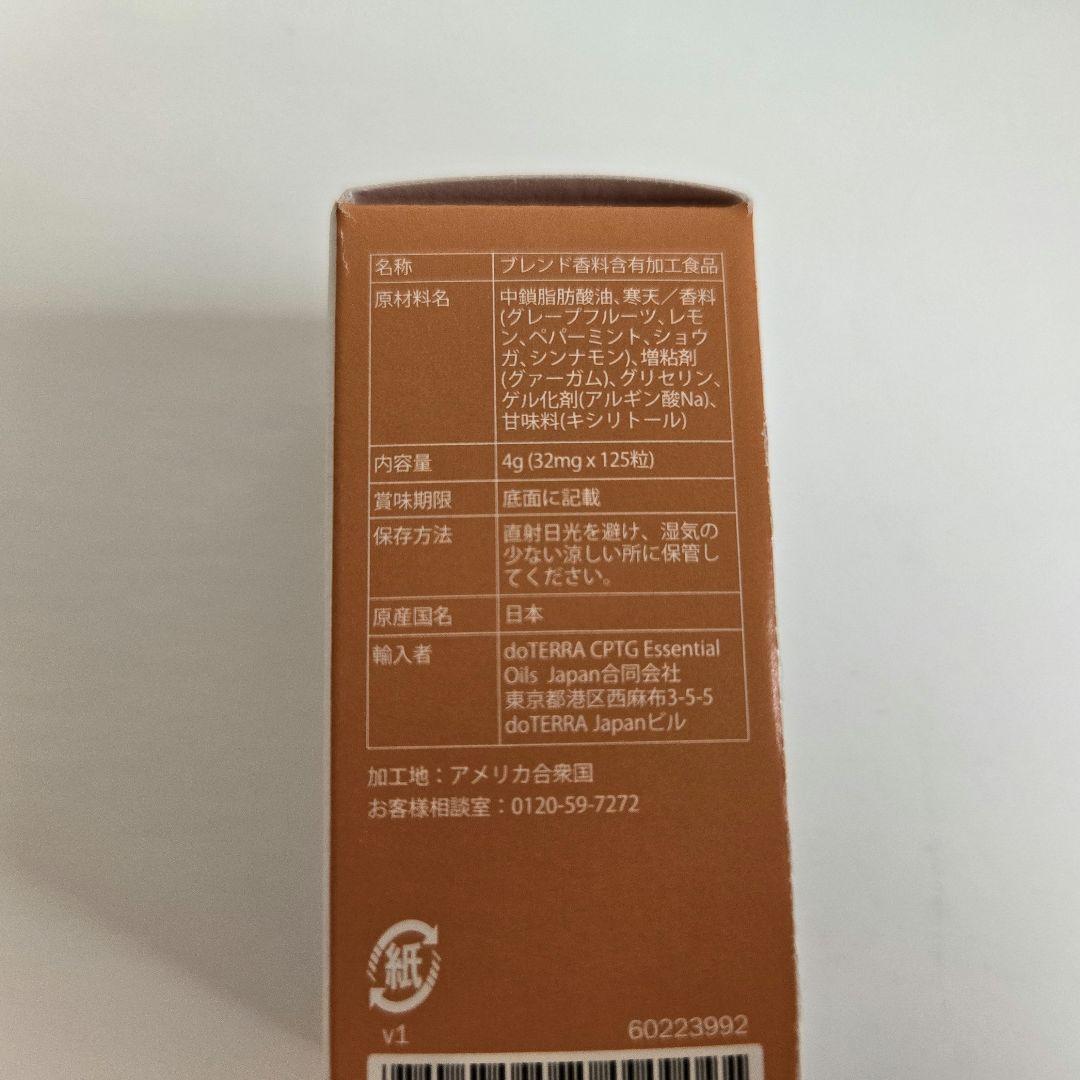 名称 ブレンド香料含有加工食品
原材料名 中鎖脂肪酸油、寒天／香料
(グレープフルーツ、レモ
ン、ペパーミント、ショウ
ガ、シンナモン)、増粘剤
(グァーガム)、グリセリン、
ゲル化剤(アルギン酸Na)、
甘味料(キシリトール)
内容量 4g (32mg x 125粒)
賞味期限 底面に記載
保存方法 直射日光を避け、湿気の
少ない涼しい所に保管し
てください。
原産国名 日本
輸入者 doTERRA CPTG Essential
Oils Japan合同会社
東京都港区西麻布3-5-5
doTERRA Japanビル
加工地：アメリカ合衆国
お客様相談室：0120-59-7272
紙
v1 60223992